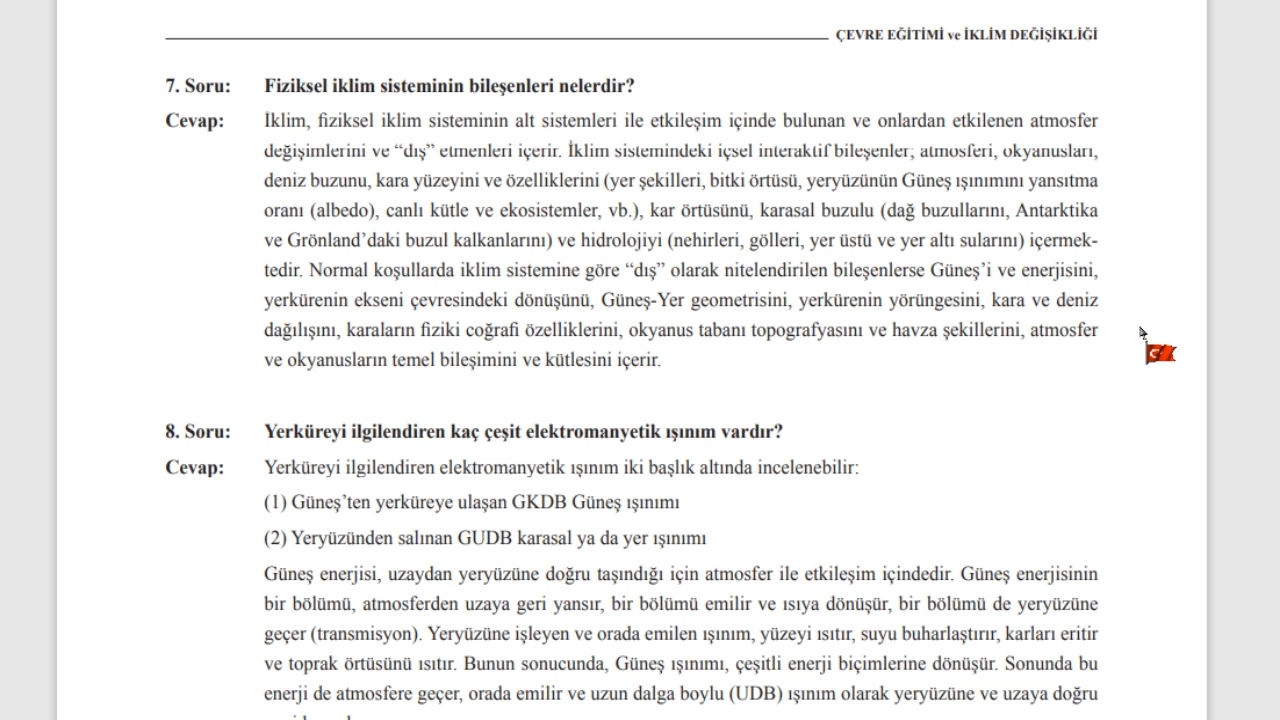 ÇEVRE EĞİTİMİ ve İKLİM DEĞİŞİKLİĞİ
7. Soru: Fiziksel iklim sisteminin bileşenleri nelerdir?
Cevap: İklim, fiziksel iklim sisteminin alt sistemleri ile etkileşim içinde bulunan ve onlardan etkilenen atmosfer
değişimlerini ve “dış” etmenleri içerir. İklim sistemindeki içsel interaktif bileşenler; atmosferi, okyanusları,
deniz buzunu, kara yüzeyini ve özelliklerini (yer şekilleri, bitki örtüsü, yeryüzünün Güneş ışınımını yansıtma
oranı (albedo), canlı kütle ve ekosistemler, vb.), kar örtüsünü, karasal buzulu (dağ buzullarını, Antarktika
ve Grönland’daki buzul kalkanlarını) ve hidrolojiyi (nehirleri, gölleri, yer üstü ve yer altı sularını) içermek-
tedir. Normal koşullarda iklim sistemine göre “dış” olarak nitelendirilen bileşenlerse Güneş’i ve enerjisini,
yerkürenin ekseni çevresindeki dönüşünü, Güneş-Yer geometrisini, yerkürenin yörüngesini, kara ve deniz
dağılışını, karaların fiziki coğrafi özelliklerini, okyanus tabanı topografyasını ve havza şekillerini, atmosfer
ve okyanusların temel bileşimini ve kütlesini içerir.
8. Soru: Yerküreyi ilgilendiren kaç çeşit elektromanyetik ışınım vardır?
Cevap: Yerküreyi ilgilendiren elektromanyetik ışınım iki başlık altında incelenebilir:
(1) Güneş’ten yerküreye ulaşan GKDB Güneş ışınımı
(2) Yeryüzünden salınan GUDB karasal ya da yer ışınımı
Güneş enerjisi, uzaydan yeryüzüne doğru taşındığı için atmosfer ile etkileşim içindedir. Güneş enerjisinin
bir bölümü, atmosferden uzaya geri yansır, bir bölümü emilir ve ısıya dönüşür, bir bölümü de yeryüzüne
geçer (transmisyon). Yeryüzüne işleyen ve orada emilen ışınım, yüzeyi ısıtır, suyu buharlaştırır, karları eritir
ve toprak örtüsünü ısıtır. Bunun sonucunda, Güneş ışınımı, çeşitli enerji biçimlerine dönüşür. Sonunda bu
enerji de atmosfere geçer, orada emilir ve uzun dalga boylu (UDB) ışınım olarak yeryüzüne ve uzaya doğru